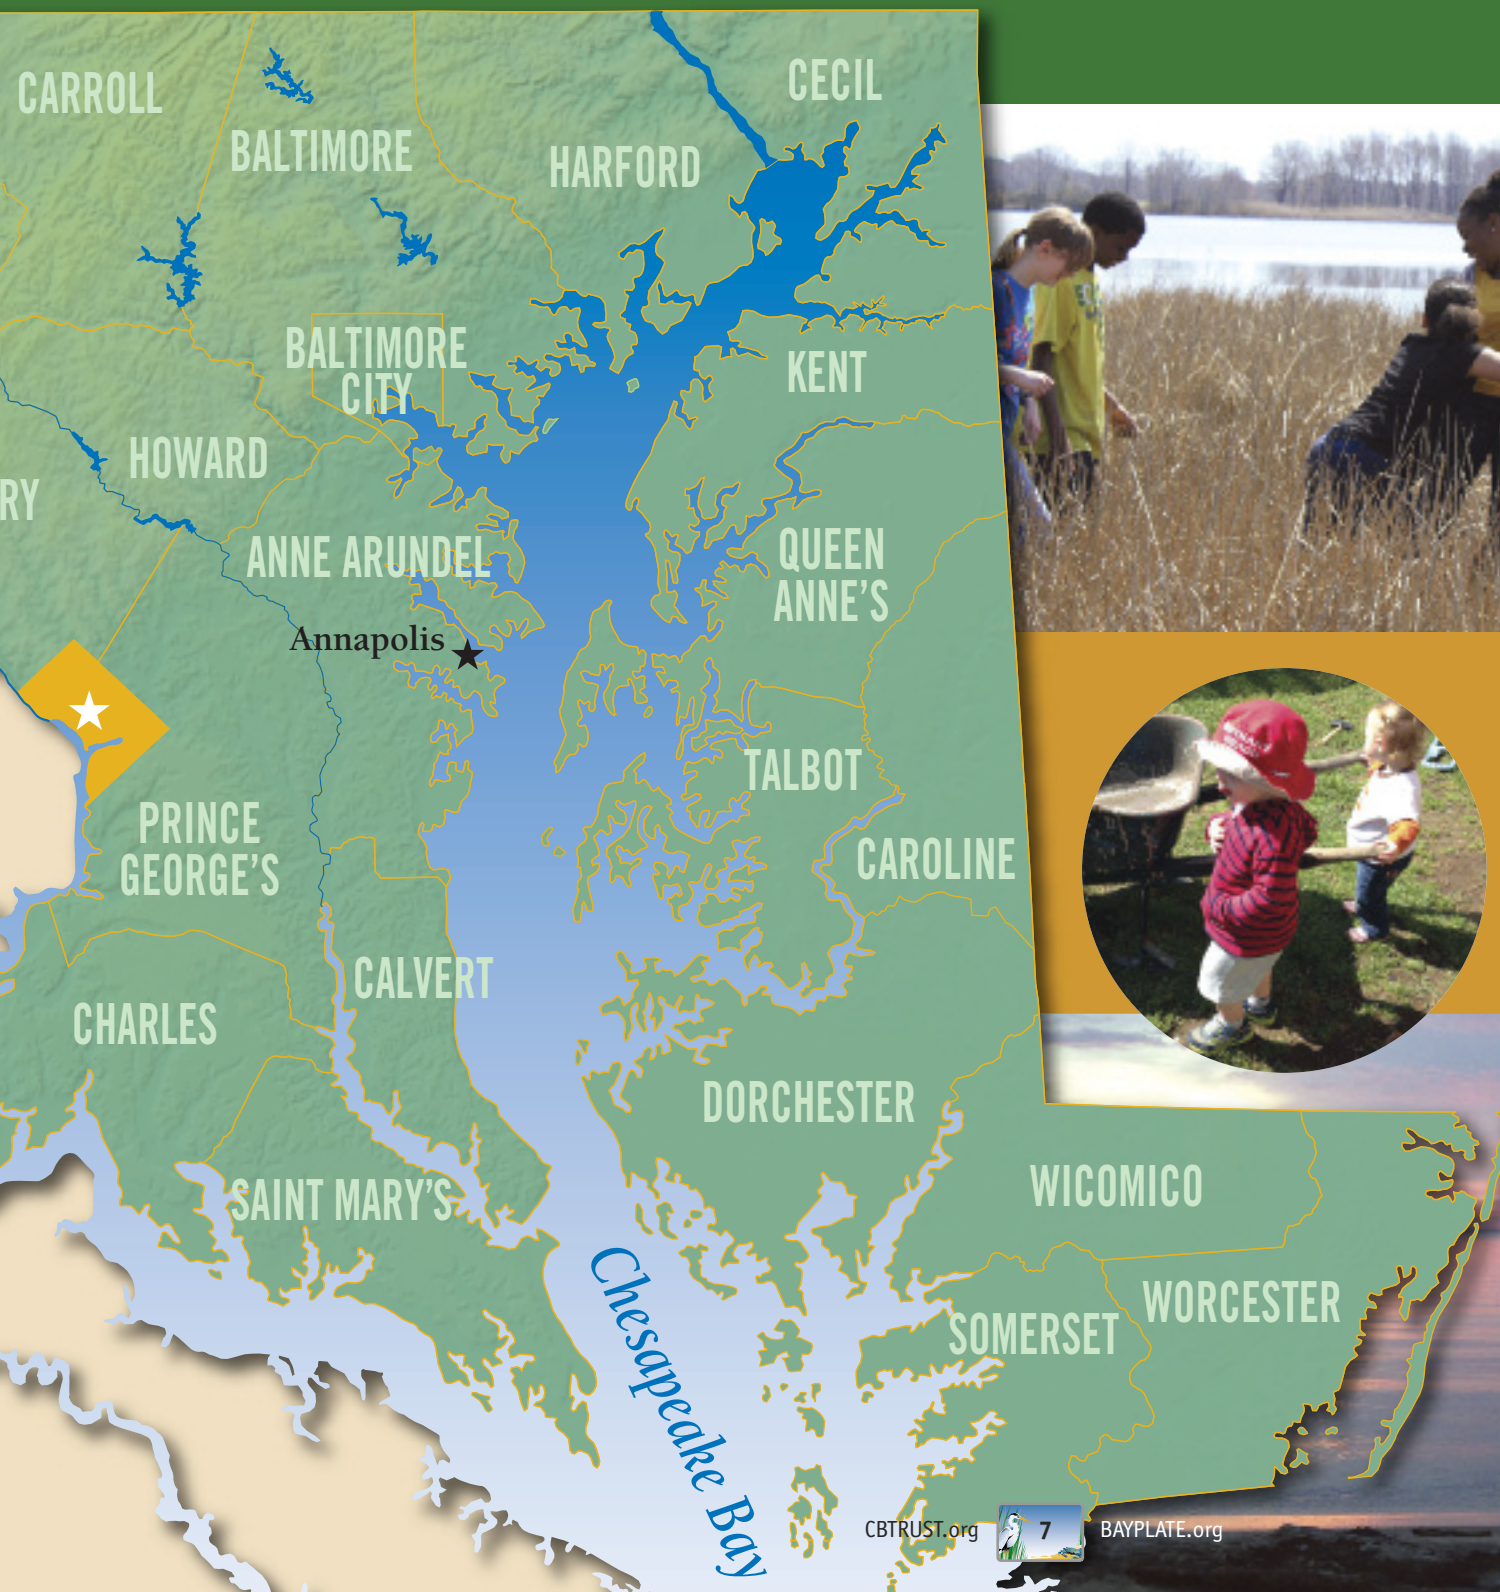 CARROLL
CECIL
BALTIMORE
HARFORD
BALTIMORE
CITY
KENT
HOWARD
RY
ANNE ARUNDEL
QUEEN
ANNE'S
Annapolis
TALBOT
PRINCE
GEORGE'S
CAROLINE
CALVERT
CHARLES
DORCHESTER
WICOMICO
SAINT MARY'S
WORCESTER
SOMERSET
Chesapeake Bay
CBTRUST.org
7
BAYPLATE.org